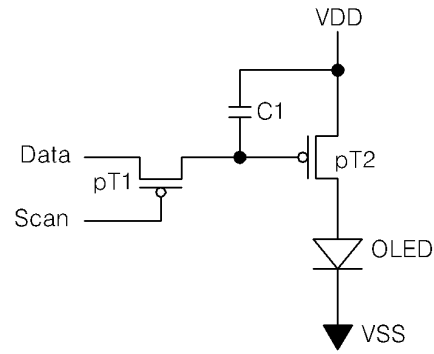 VDD
C1
Data
pT1
pT2
Scan
OLED
VSS